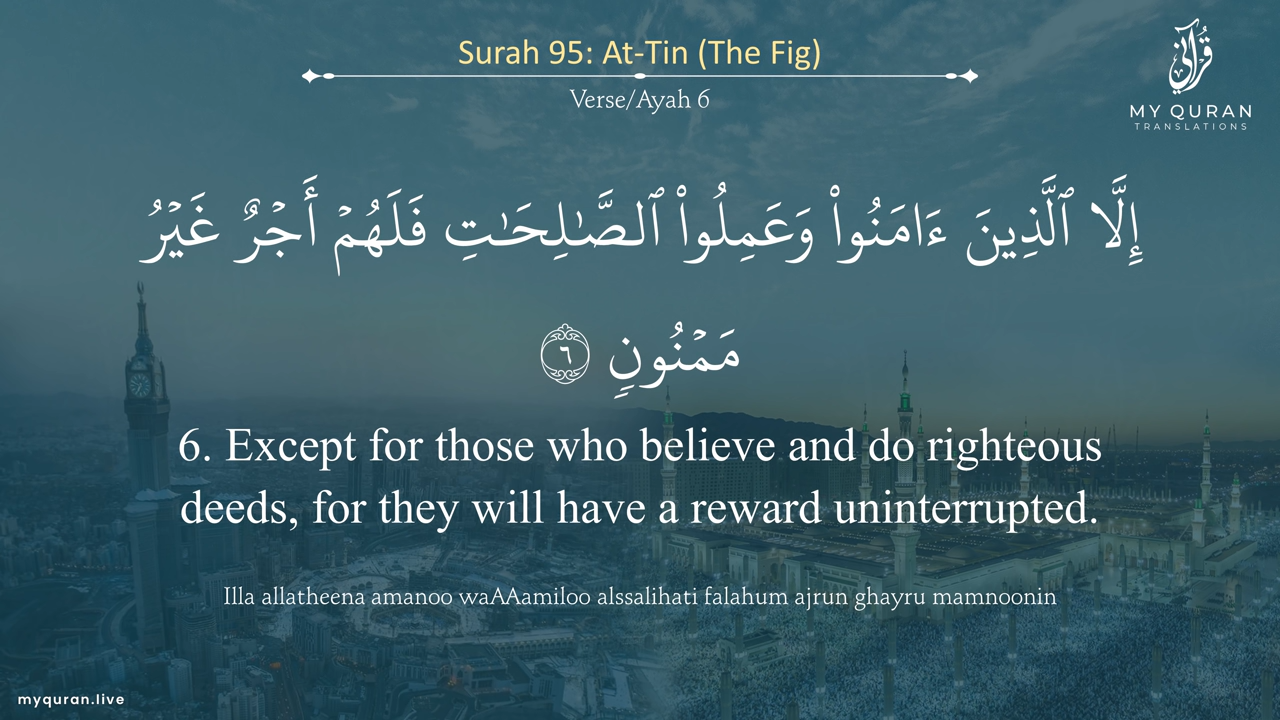 Surah 95: At-Tin (The Fig)
Verse/Ayah 6
قرآني
MY QURAN
TRANSLATIONS
إِلَّا ٱلَّذِينَ ءَامَنُوا۟ وَعَمِلُوا۟ ٱلصَّـٰلِحَـٰتِ فَلَهُمْ أَجْرٌ غَيْرُ
مَمْنُونٍ ٦
6. Except for those who believe and do righteous
deeds, for they will have a reward uninterrupted.
Illa allatheena amanoo waAAamiloo alssalihati falahum ajrun ghayru mamnoonin
myquran.live